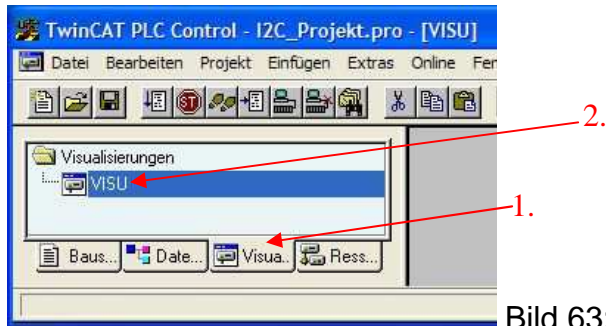 TwinCAT PLC Control - I2C_Projekt.pro - [VISU]
Datei Bearbeiten Projekt Einfügen Extras Online Fen
2.
Visualisierungen
VISU
1.
Baus... Date... Visua.. Ress...
Bild 63: